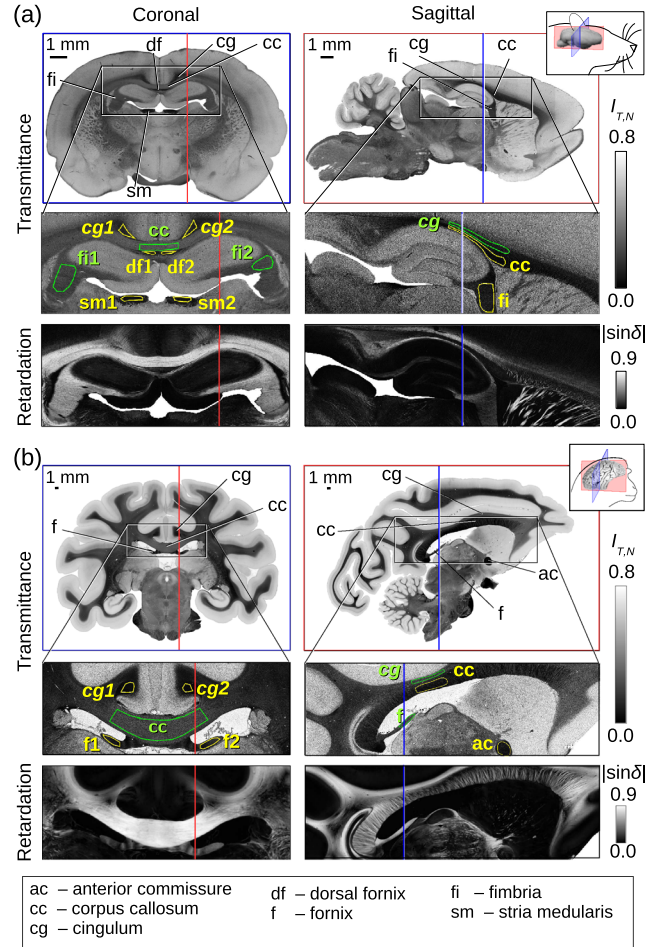 (a)
Coronal
Sagittal
1 mm
df
cg
cc
fi
sm
1 mm
cg
cc
fi
Transmittance
I T,N
0.8
0.0
cg1
cg2
cc
fi1
fi2
df1
df2
sm1
sm2
cg
cc
fi
Retardation
|sinδ|
0.9
0.0
(b)
1 mm
cg
cc
f
1 mm
cg
cc
ac
f
Transmittance
I T,N
0.8
0.0
cg1
cg2
cc
f1
f2
cg
cc
f
ac
Retardation
|sinδ|
0.9
0.0
ac – anterior commissure
cc – corpus callosum
cg – cingulum
df – dorsal fornix
f – fornix
fi – fimbria
sm – stria medularis